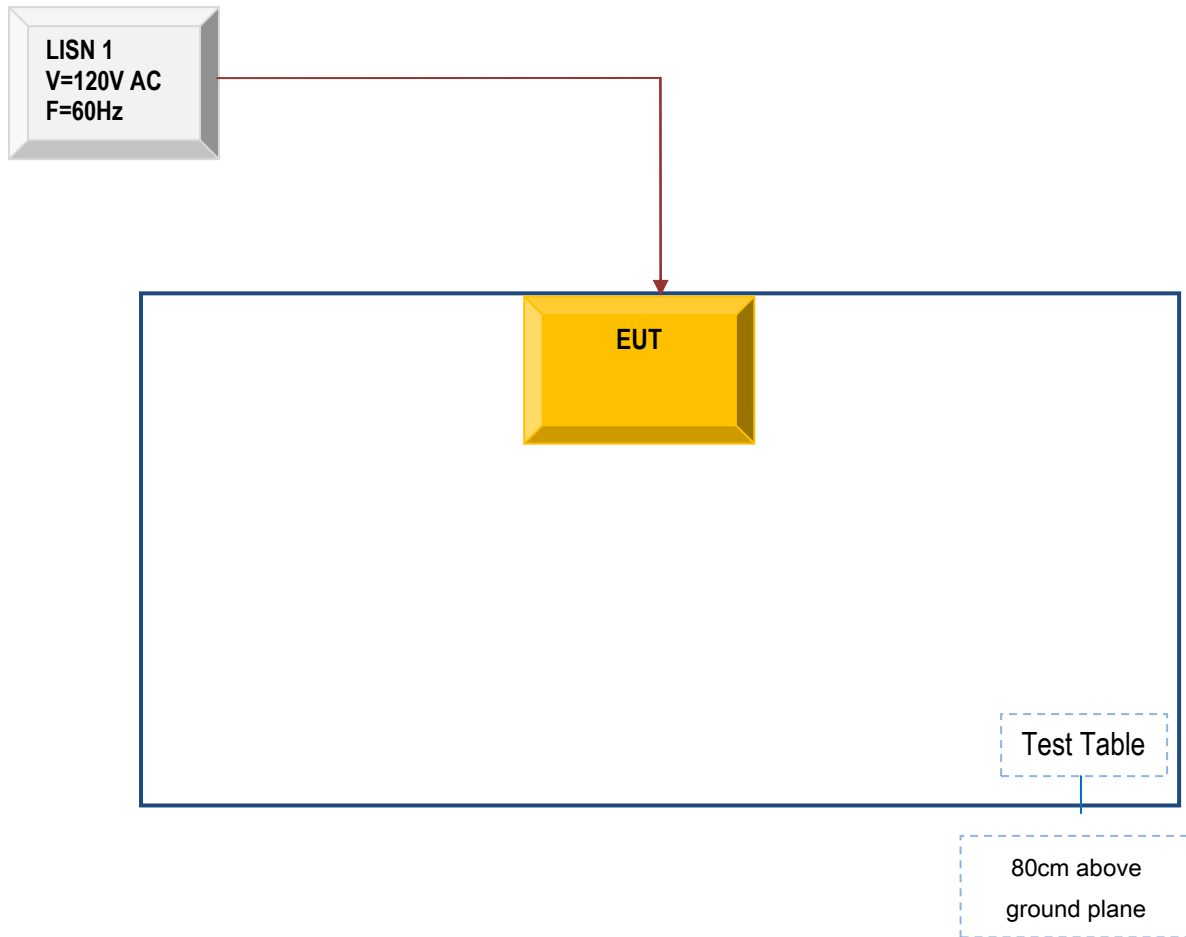 LISN 1
V=120V AC
F=60Hz
EUT
Test Table
80cm above
ground plane